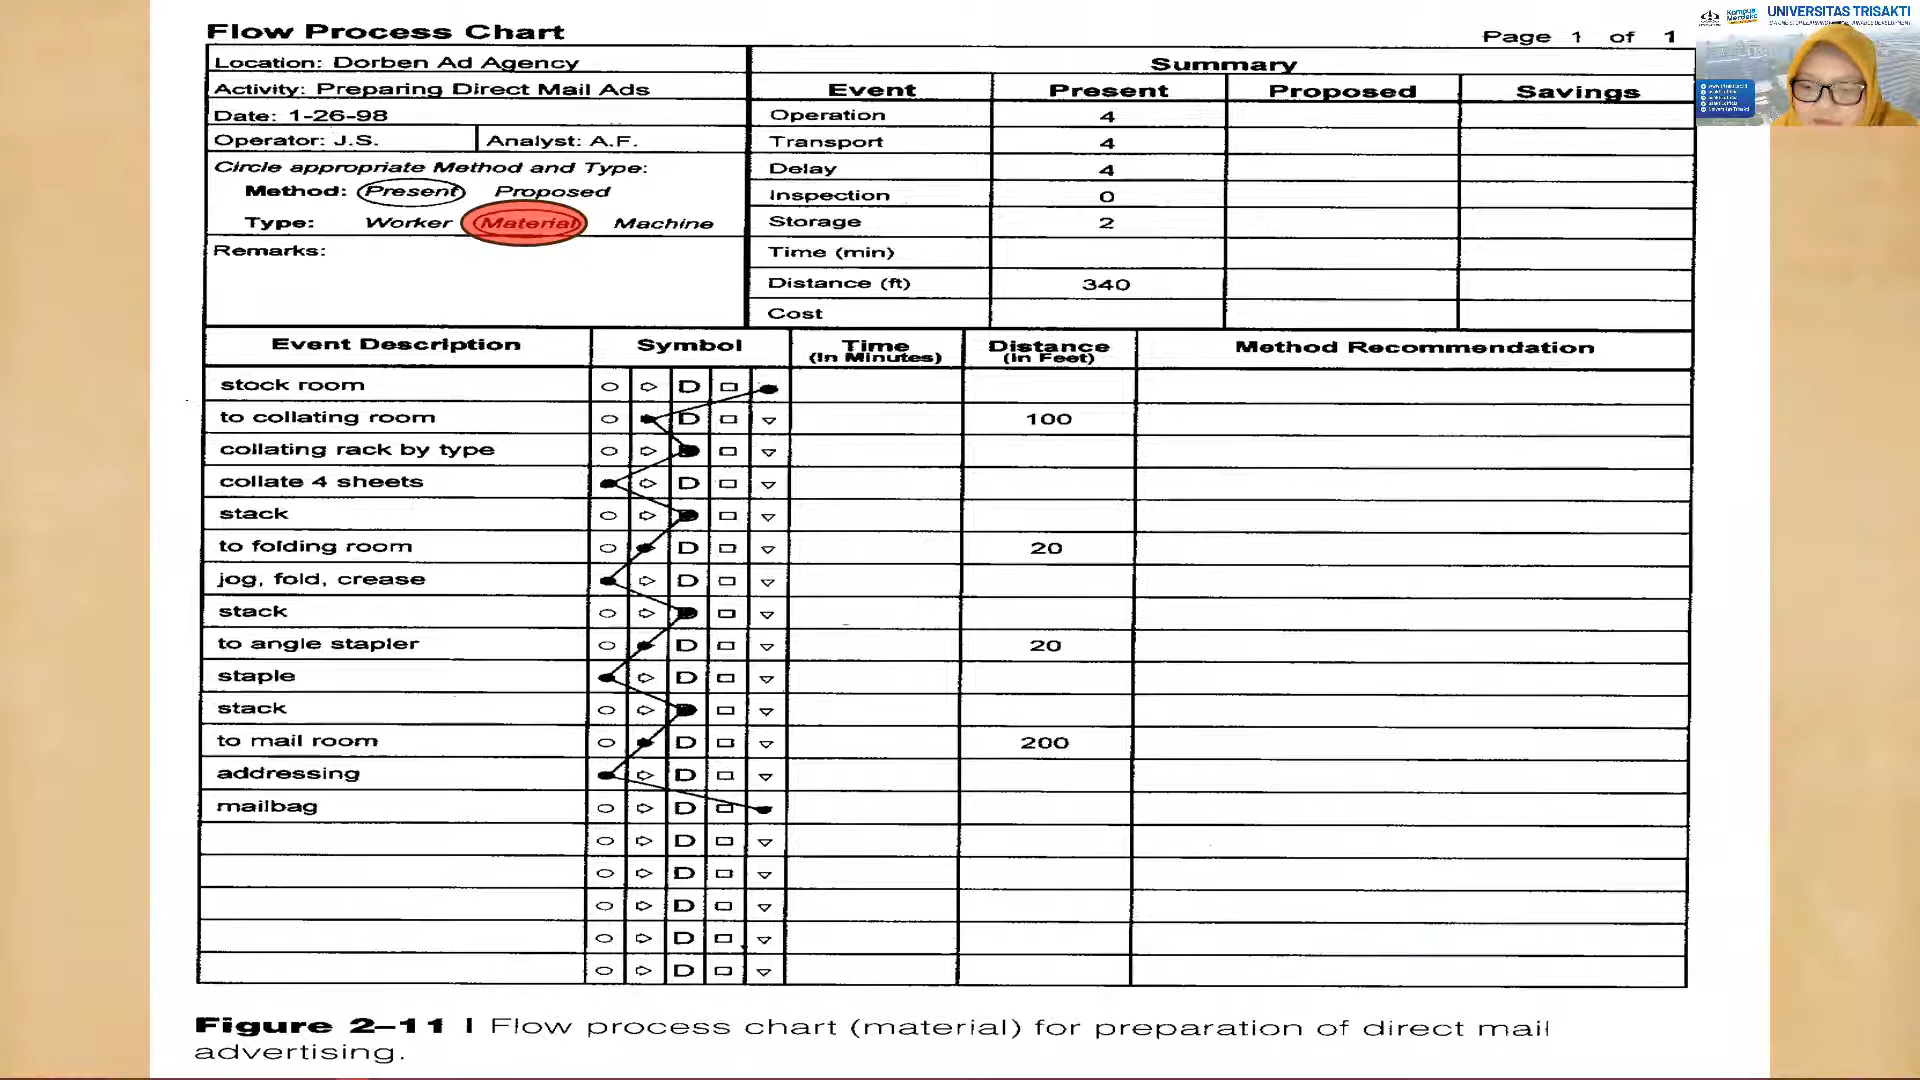 UNIVERSITAS TRISAKTI
Kampus
Merdeka
Flow Process Chart
Page 1 of 1
Location: Dorben Ad Agency
Summary
Activity: Preparing Direct Mail Ads
Event Present Proposed Savings
Date: 1-26-98
Operation 4
Operator: J.S. Analyst: A.F.
Transport 4
Circle appropriate Method and Type:
Delay 4
Method: Present Proposed
Inspection 0
Type: Worker Material Machine
Storage 2
Remarks:
Time (min)
Distance (ft) 340
Cost
Event Description Symbol Time (In Minutes) Distance (In Feet) Method Recommendation
stock room D
to collating room D 100
collating rack by type
collate 4 sheets D
stack
to folding room D 20
jog, fold, crease D
stack
to angle stapler D 20
staple D
stack
to mail room D 200
addressing D
mailbag D
D
D
D
D
D
Figure 2–11 | Flow process chart (material) for preparation of direct mail
advertising.